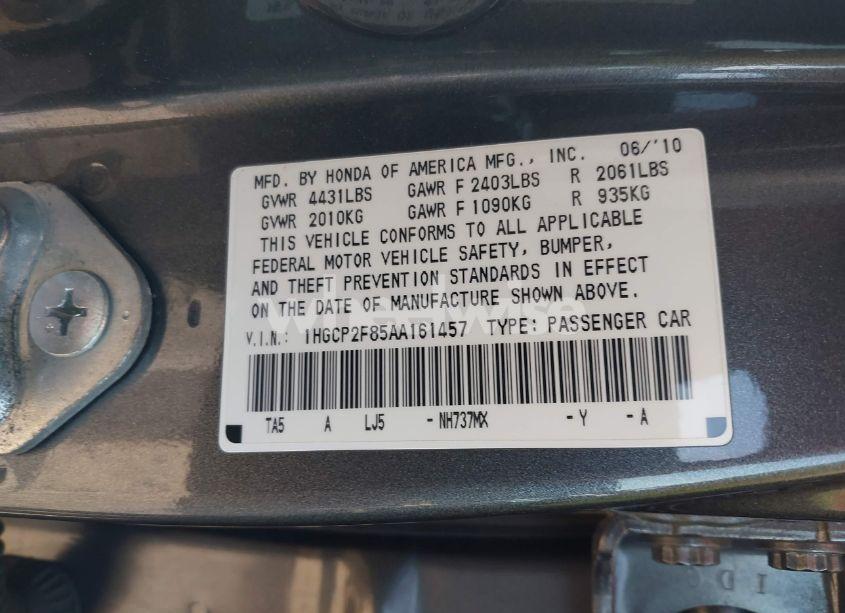 MFD. BY HONDA OF AMERICA MFG., INC. 06/'10
GVWR 4431LBS GAWR F 2403LBS R 2061LBS
GVWR 2010KG GAWR F 1090KG R 935KG
THIS VEHICLE CONFORMS TO ALL APPLICABLE
FEDERAL MOTOR VEHICLE SAFETY, BUMPER,
AND THEFT PREVENTION STANDARDS IN EFFECT
ON THE DATE OF MANUFACTURE SHOWN ABOVE.
wheelwise
V.I.N.: 1HGCP2F85AA161457 TYPE: PASSENGER CAR
TA5 A LJ5 - NH737MX - Y - A